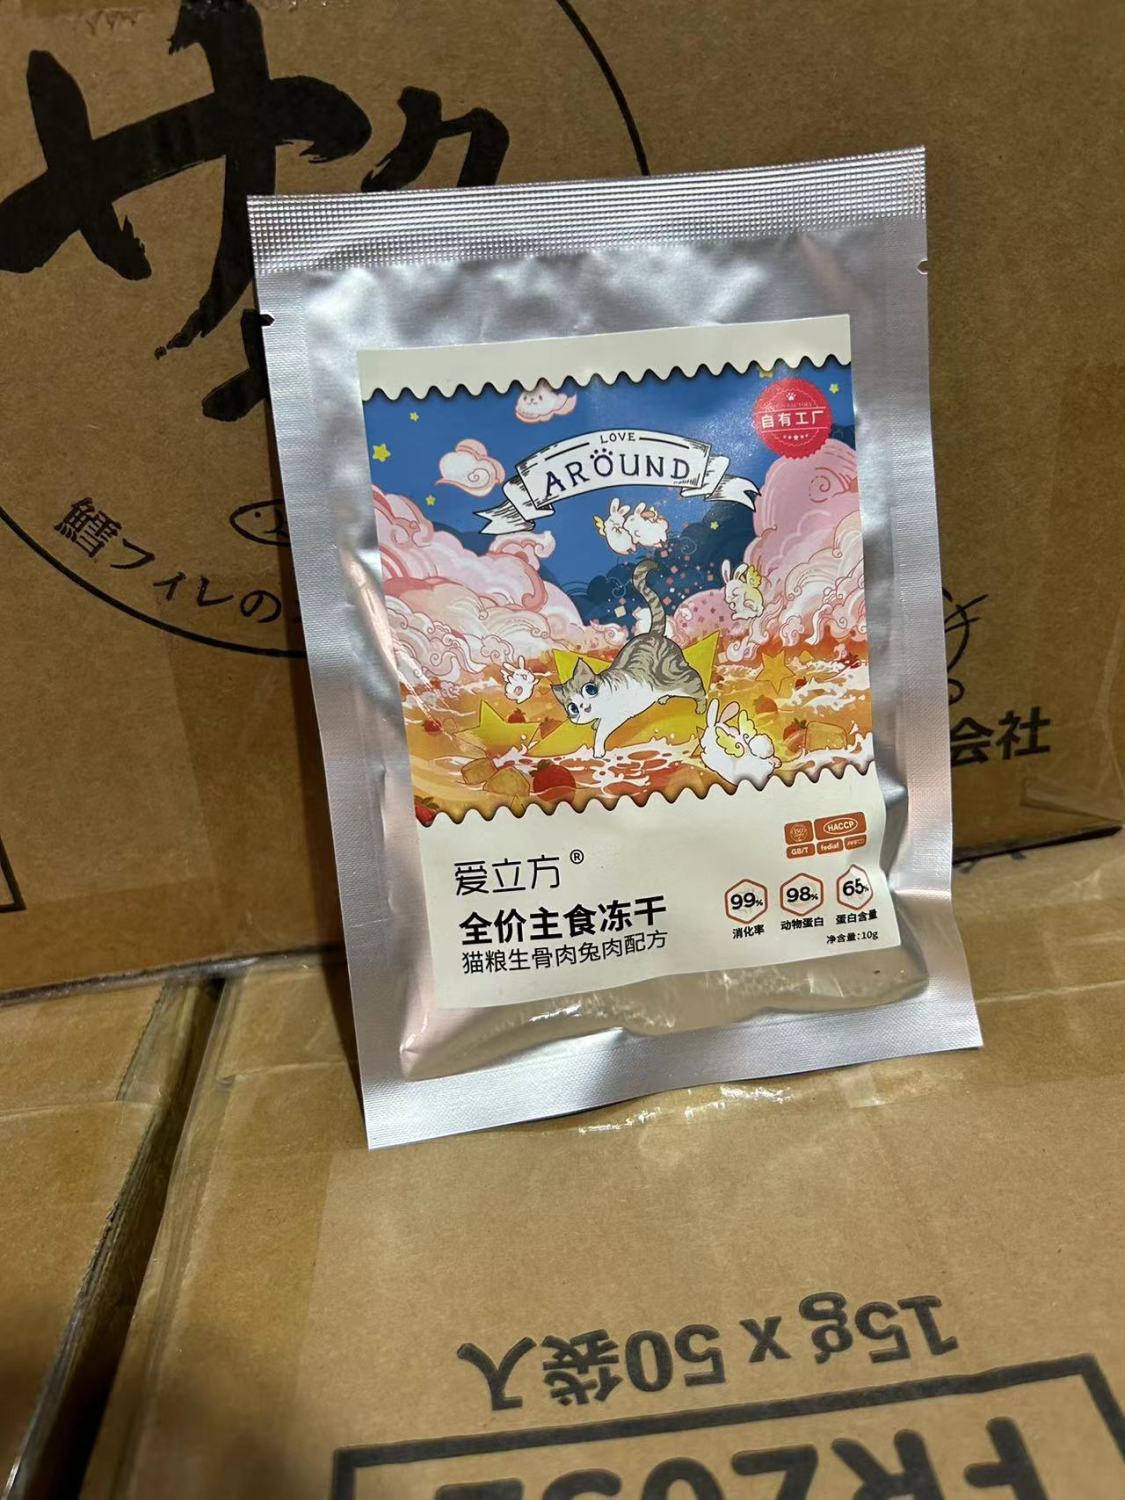 鱈フィレの
会社
LOVE
AROUND
自有工厂
爱立方®
全价主食冻干
猫粮生骨肉兔肉配方
HACCP
GB/T
fediaf
99%
消化率
98%
动物蛋白
65%
蛋白含量
净含量:10g
15g x 50袋入